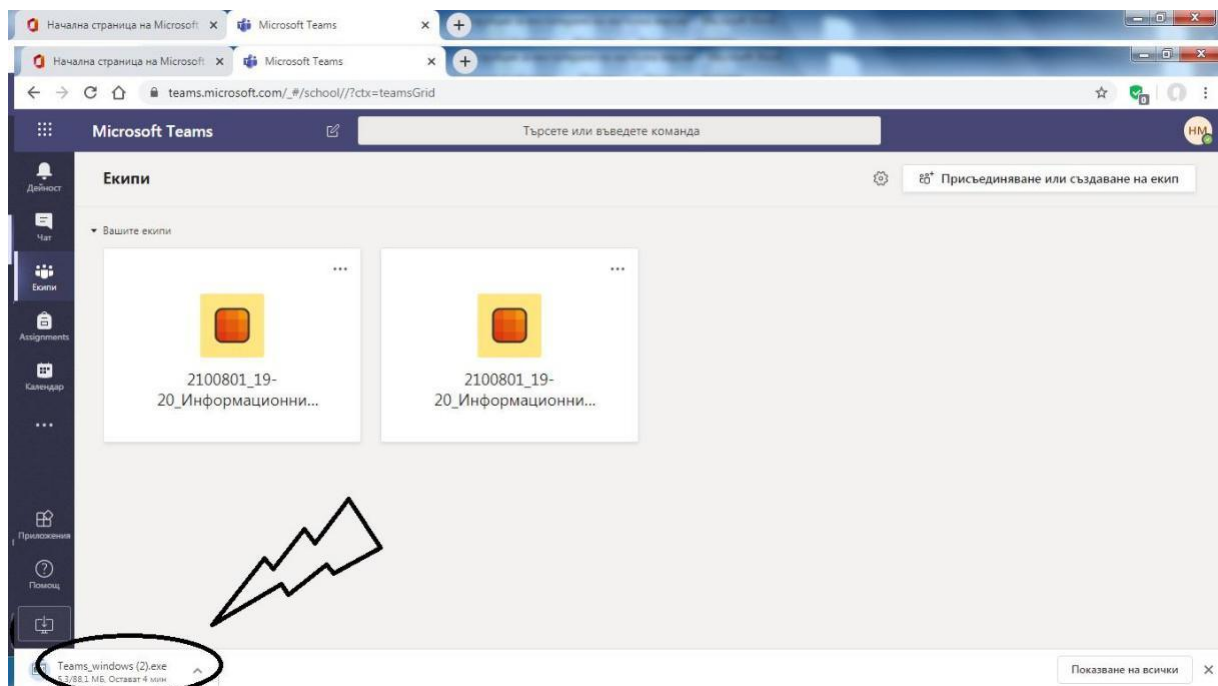 Начална страница на Microsoft
Microsoft Teams
Начална страница на Microsoft
Microsoft Teams
teams.microsoft.com/_#/school//?ctx=teamsGrid
0
Microsoft Teams
Търсете или въведете команда
НМ
Дейност
Екипи
Присъединяване или създаване на екип
Чат
Вашите екипи
Екипи
Assignments
Календар
2100801_19-
20_Информационни...
2100801_19-
20_Информационни...
Приложения
Помощ
Teams_windows (2).exe
5,3/88,1 МБ, Остават 4 мин
Показване на всички